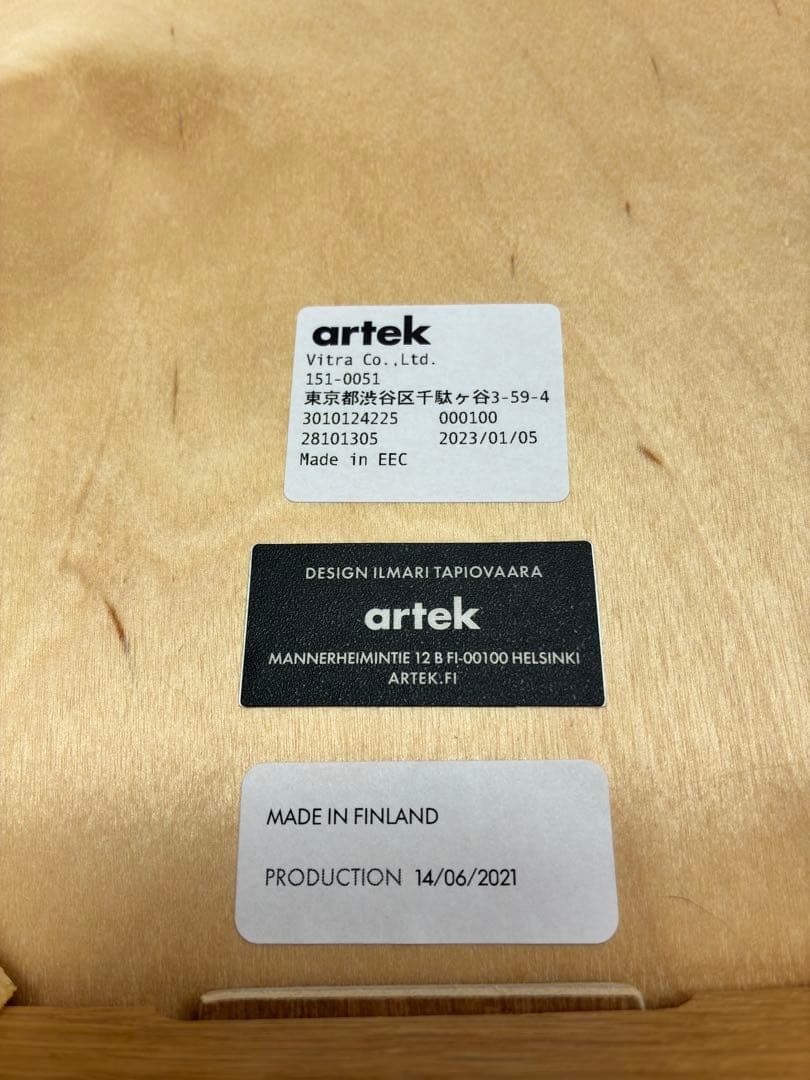 artek
Vitra Co.,Ltd.
151-0051
東京都渋谷区千駄ヶ谷3-59-4
3010124225 000100
28101305 2023/01/05
Made in EEC
DESIGN ILMARI TAPIOVAARA
artek
MANNERHEIMINTIE 12 B FI-00100 HELSINKI
ARTEK.FI
MADE IN FINLAND
PRODUCTION 14/06/2021